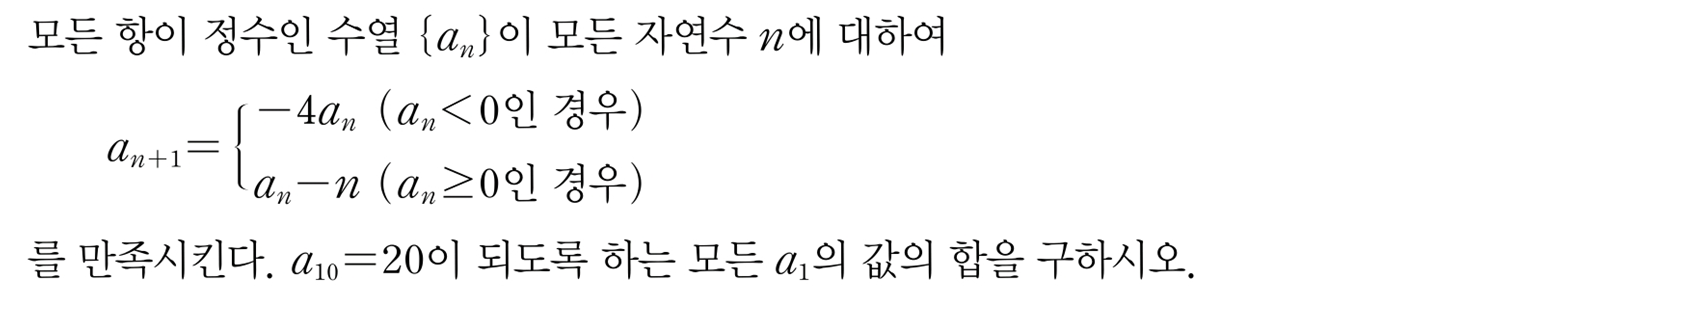 모든 항이 정수인 수열 {aₙ}이 모든 자연수 n에 대하여
aₙ₊₁={ -4aₙ (aₙ<0인 경우)
aₙ-n (aₙ≥0인 경우)
를 만족시킨다. a₁₀=20이 되도록 하는 모든 a₁의 값의 합을 구하시오.